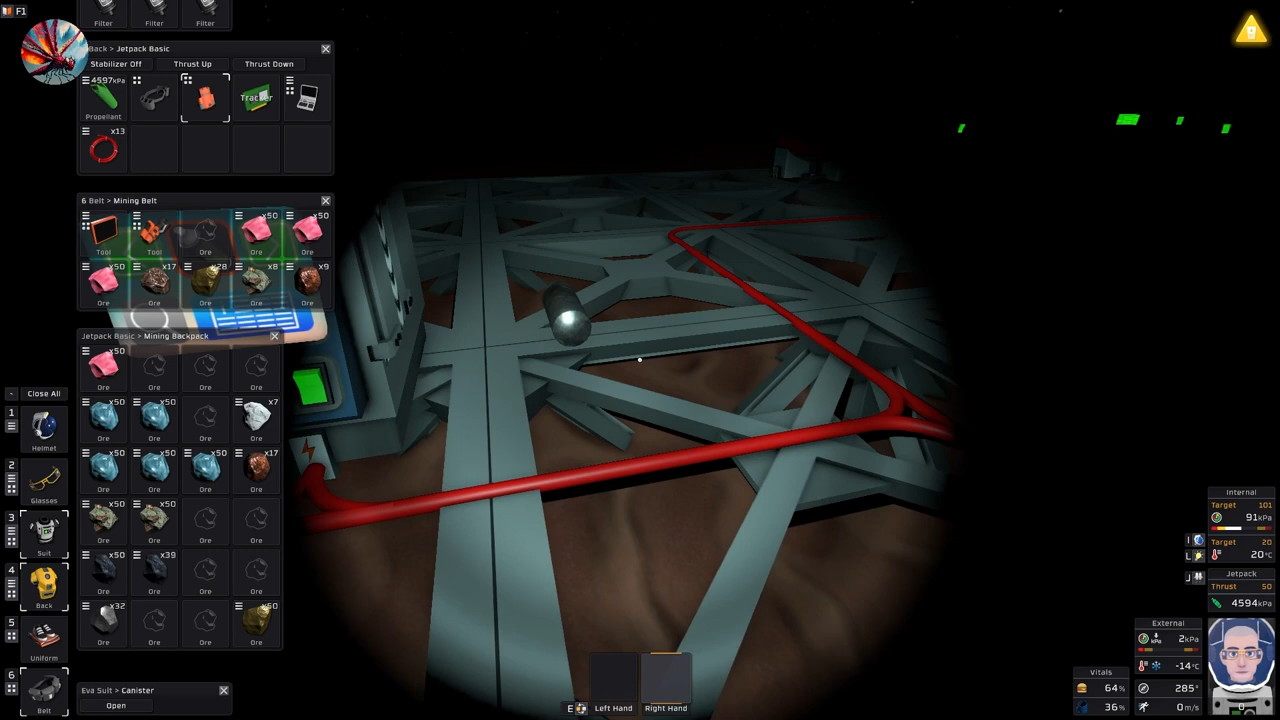 F1
Filter Filter Filter
Back > Jetpack Basic
Stabilizer Off Thrust Up Thrust Down
4597kPa
Tracker
Propellant
x13
6 Belt > Mining Belt
x50 x50
Tool Tool Ore Ore Ore
x50 x17 x28 x8 x9
Ore Ore Ore Ore Ore
Jetpack Basic > Mining Backpack
x50
Ore Ore Ore Ore
x50 x50 x7
Ore Ore Ore Ore
x50 x50 x50 x17
Ore Ore Ore Ore
x50 x50
Ore Ore Ore Ore
x50 x39
Ore Ore Ore Ore
x32 x50
Ore Ore Ore Ore
Eva Suit > Canister
Open
- Close All
1
Helmet
2
Glasses
3
Suit
4
Back
5
Uniform
6
Belt
E Left Hand Right Hand
Internal
Target 101
91kPa
Target 20
20°C
I
L
J
Jetpack
Thrust 50
4594kPa
External
kPa 2kPa
-14°C
285°
0m/s
Vitals
64%
36%
0